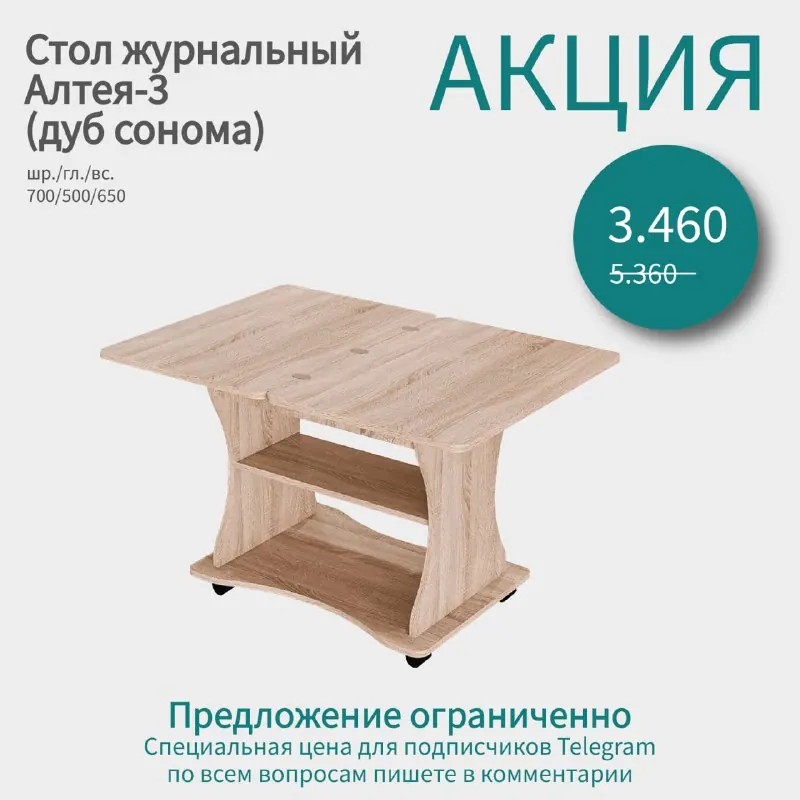 Стол журнальный
Алтея-3
(дуб сонома)
шр./гл./вс.
700/500/650
АКЦИЯ
3.460
5.360
Предложение ограниченно
Специальная цена для подписчиков Telegram
по всем вопросам пишете в комментарии